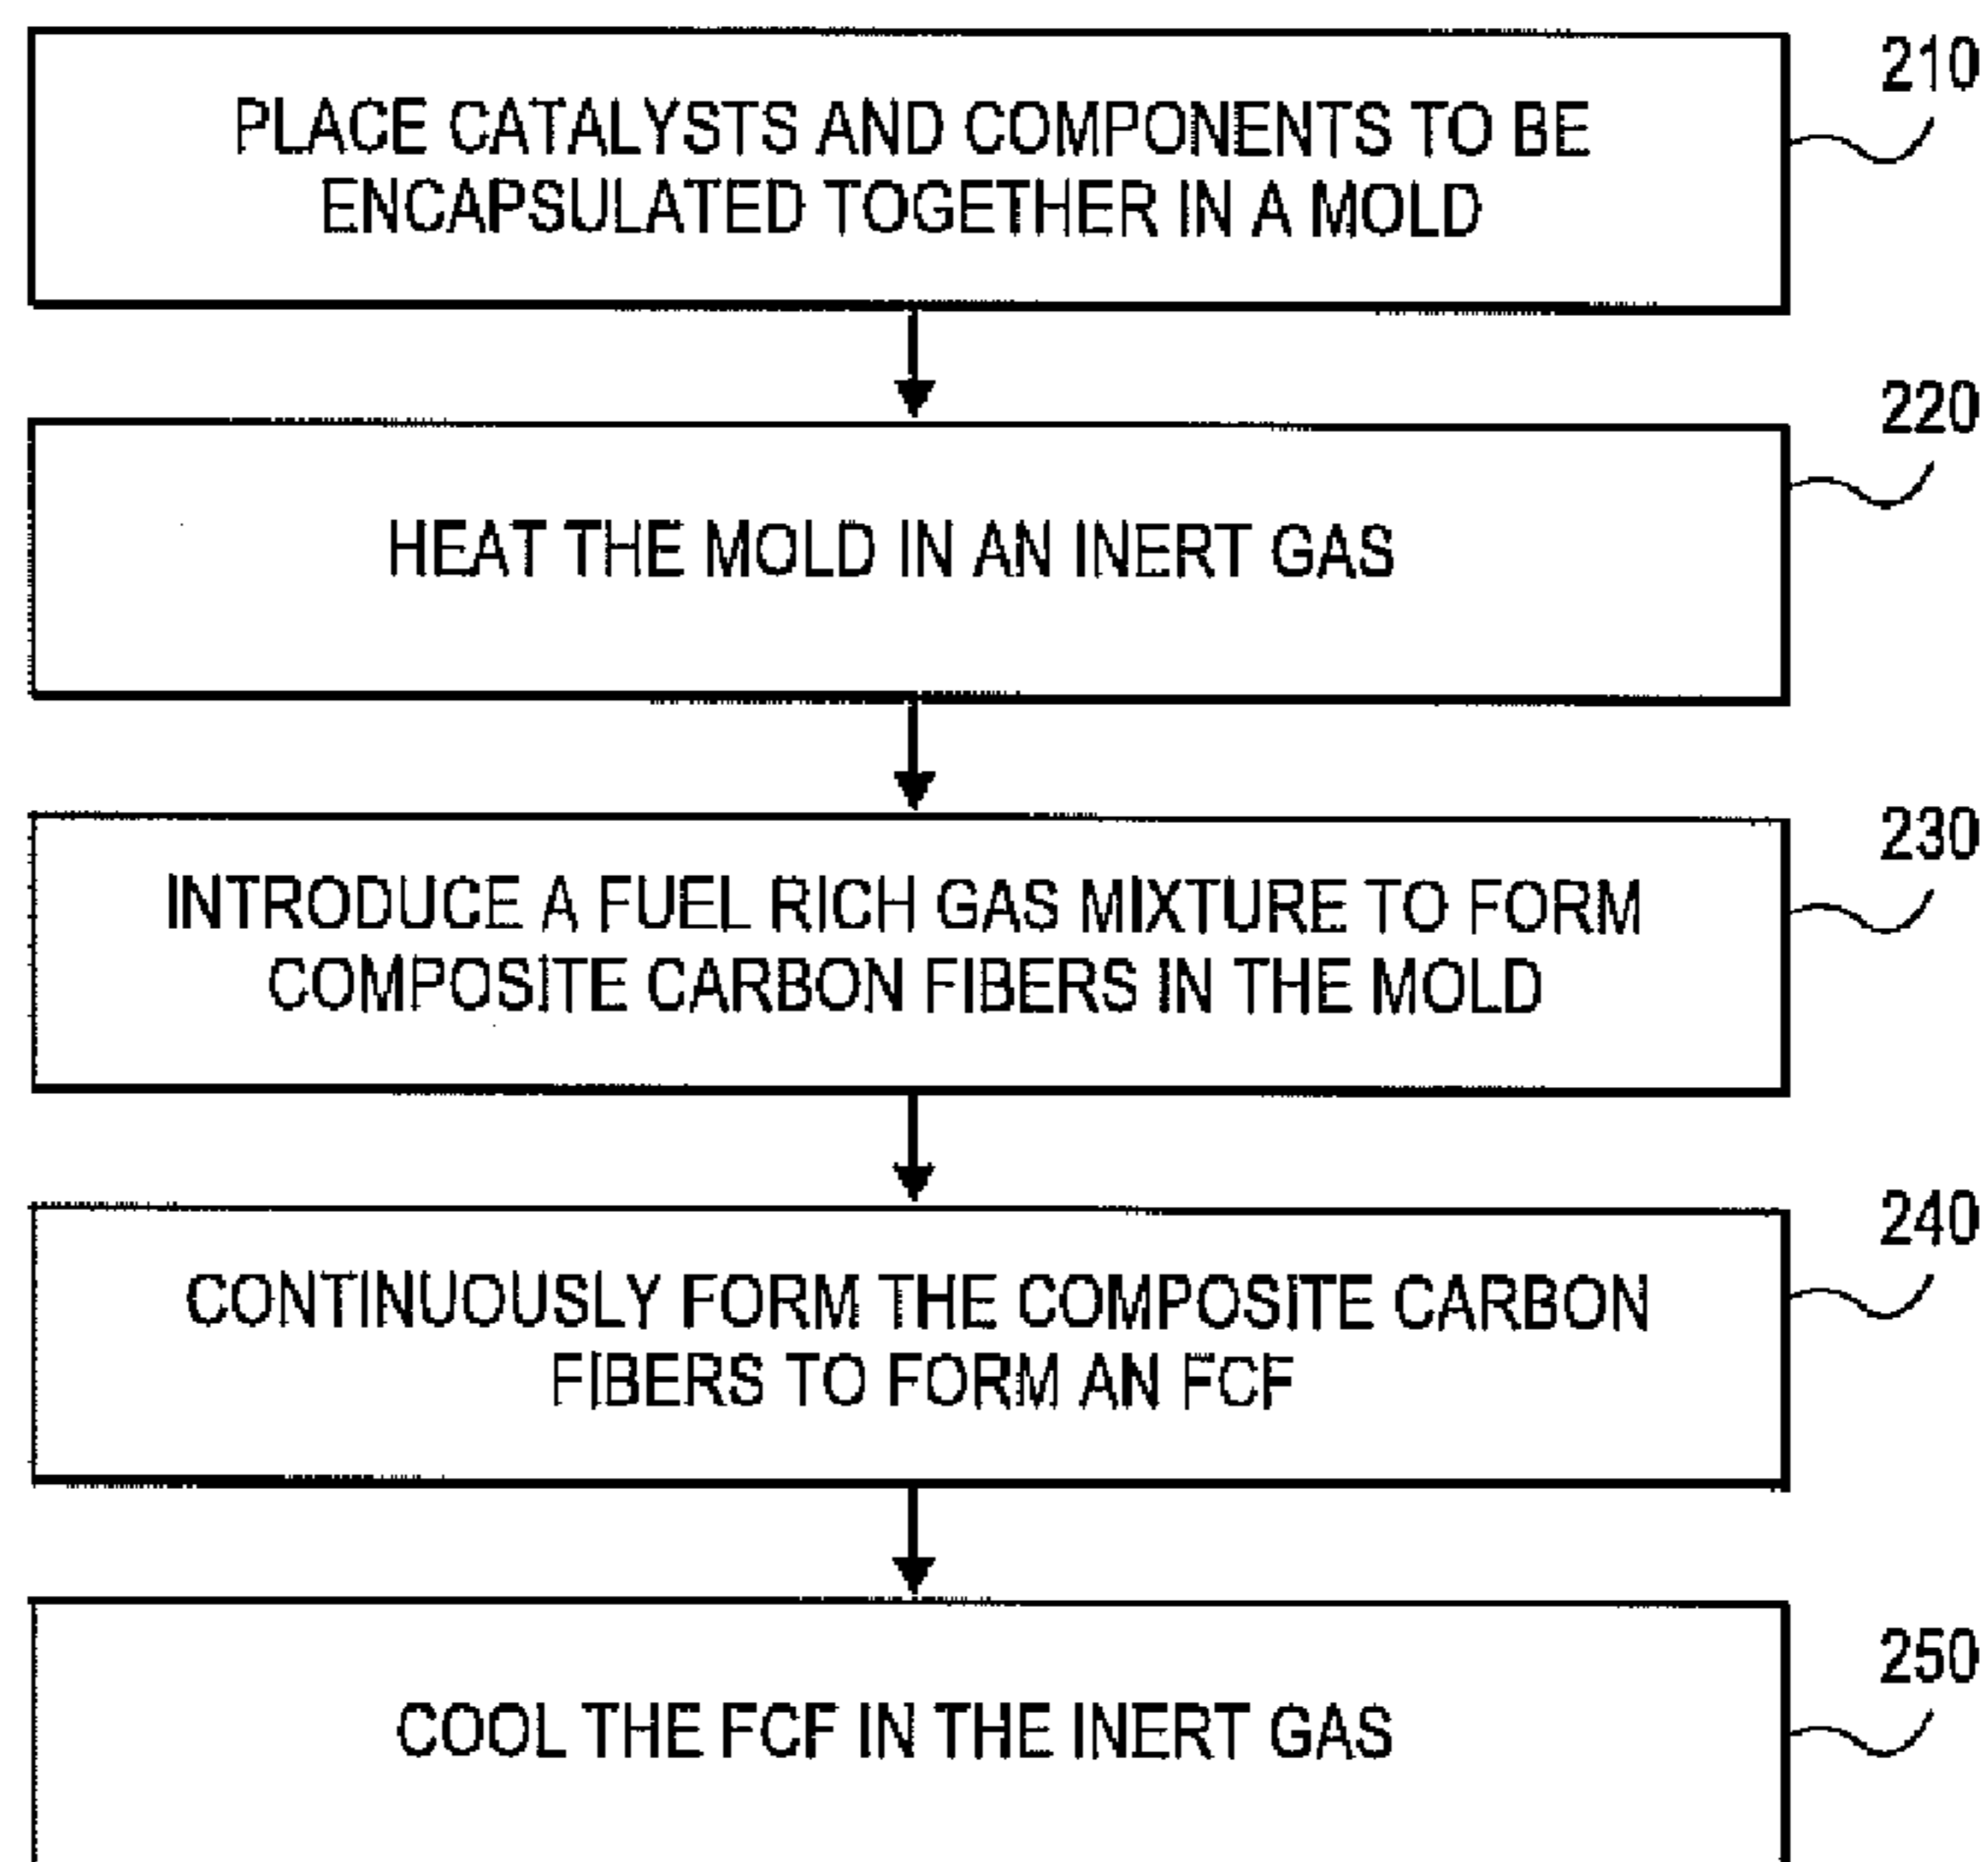 210
PLACE CATALYSTS AND COMPONENTS TO BE
ENCAPSULATED TOGETHER IN A MOLD
220
HEAT THE MOLD IN AN INERT GAS
230
INTRODUCE A FUEL RICH GAS MIXTURE TO FORM
COMPOSITE CARBON FIBERS IN THE MOLD
240
CONTINUOUSLY FORM THE COMPOSITE CARBON
FIBERS TO FORM AN FCF
250
COOL THE FCF IN THE INERT GAS